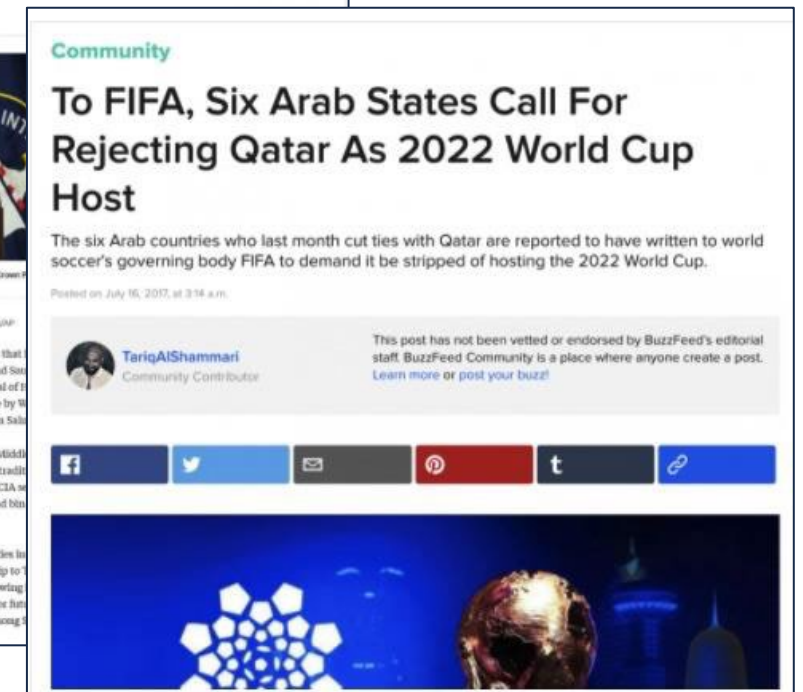 Community
To FIFA, Six Arab States Call For
Rejecting Qatar As 2022 World Cup
Host
The six Arab countries who last month cut ties with Qatar are reported to have written to world
soccer's governing body FIFA to demand it be stripped of hosting the 2022 World Cup.
Posted on July 16, 2017, at 3:14 a.m.
TariqAlShammari
Community Contributor
This post has not been vetted or endorsed by BuzzFeed's editorial
staff. BuzzFeed Community is a place where anyone create a post.
Learn more or post your buzz!
f
t
that
by W
CIA